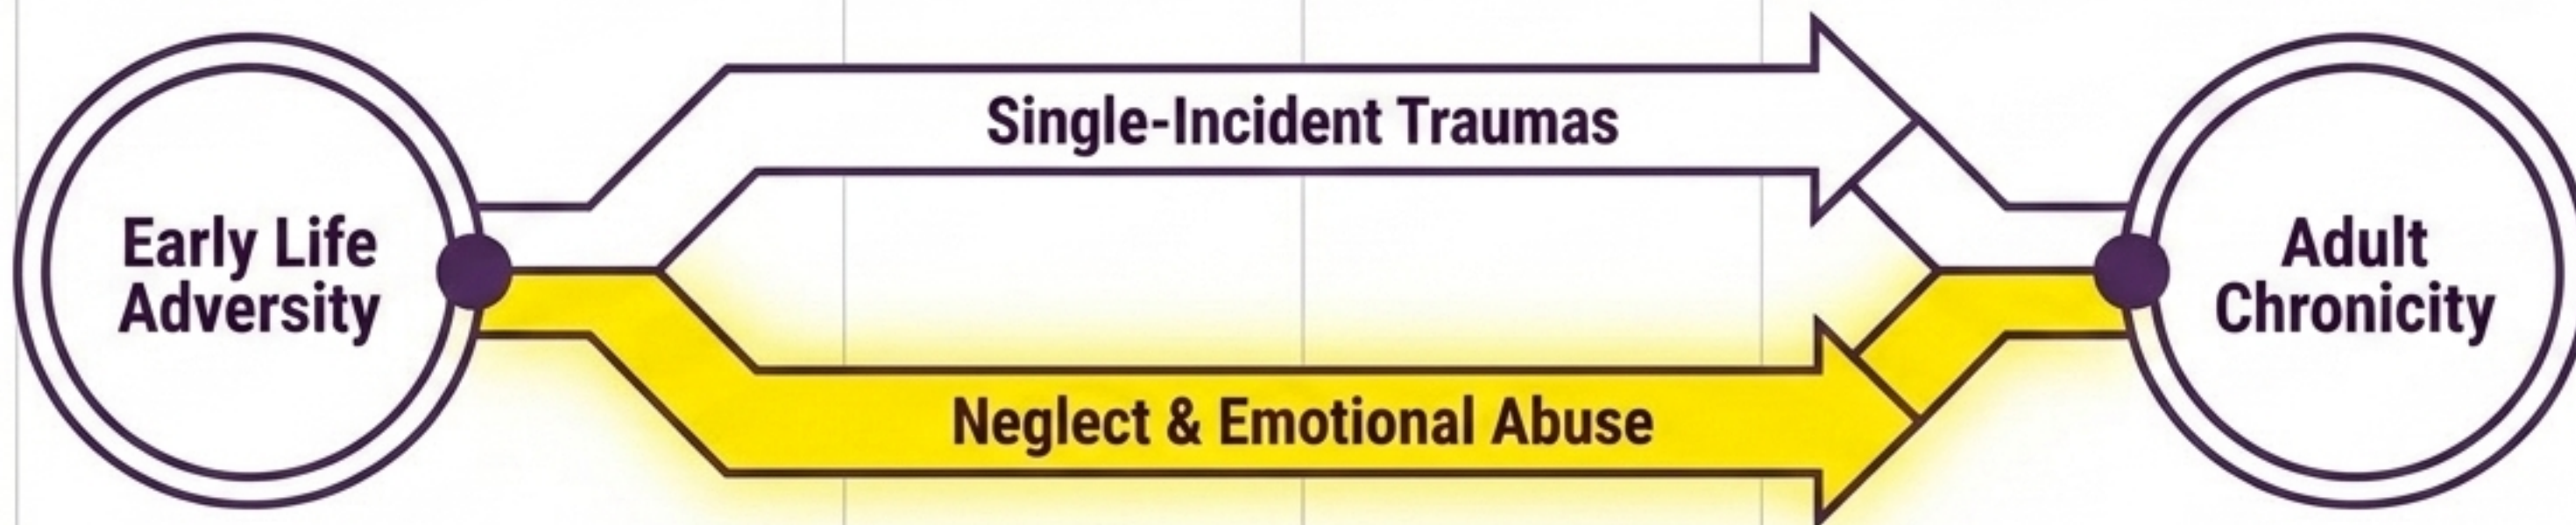 Early Life
Adversity
Single-Incident Traumas
Neglect & Emotional Abuse
Adult
Chronicity